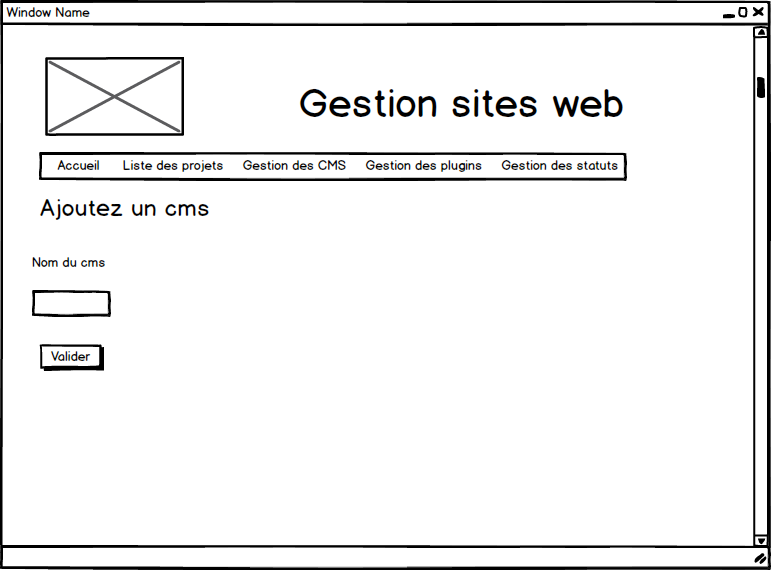 Window Name
Gestion sites web
Accueil Liste des projets Gestion des CMS Gestion des plugins Gestion des statuts
Ajoutez un cms
Nom du cms
Valider